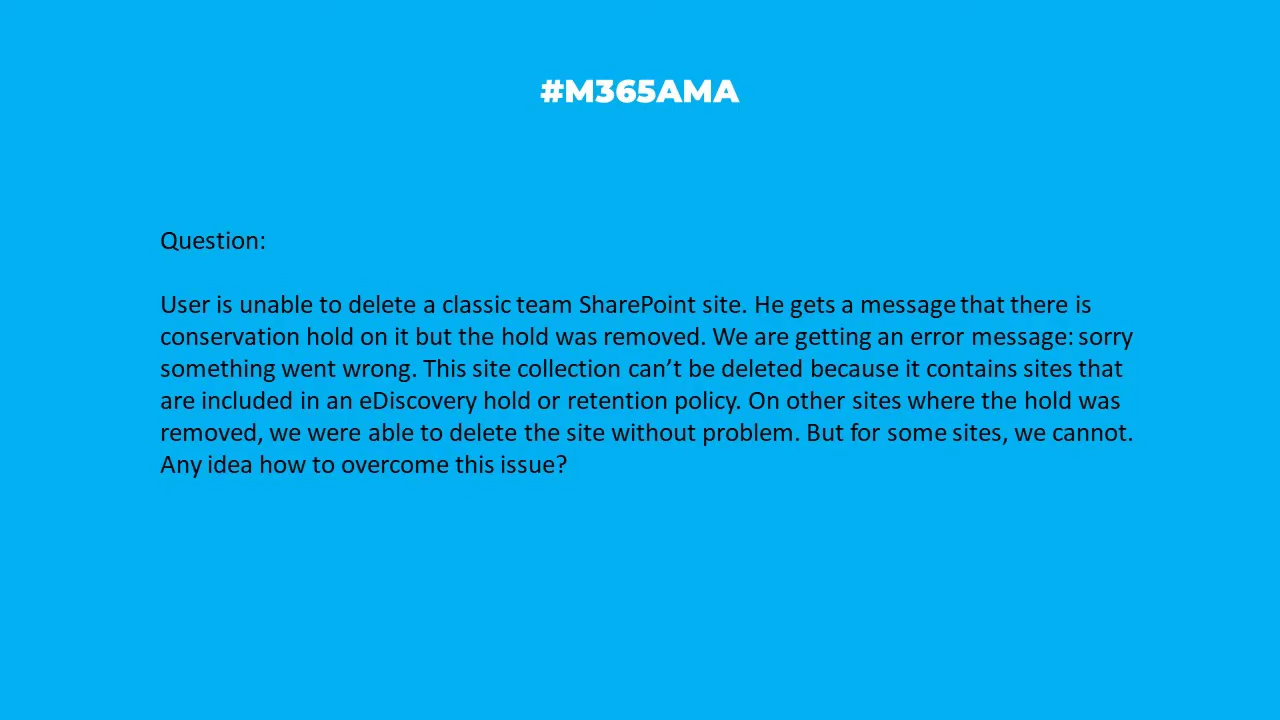 #M365AMA
Question:
User is unable to delete a classic team SharePoint site. He gets a message that there is
conservation hold on it but the hold was removed. We are getting an error message: sorry
something went wrong. This site collection can’t be deleted because it contains sites that
are included in an eDiscovery hold or retention policy. On other sites where the hold was
removed, we were able to delete the site without problem. But for some sites, we cannot.
Any idea how to overcome this issue?